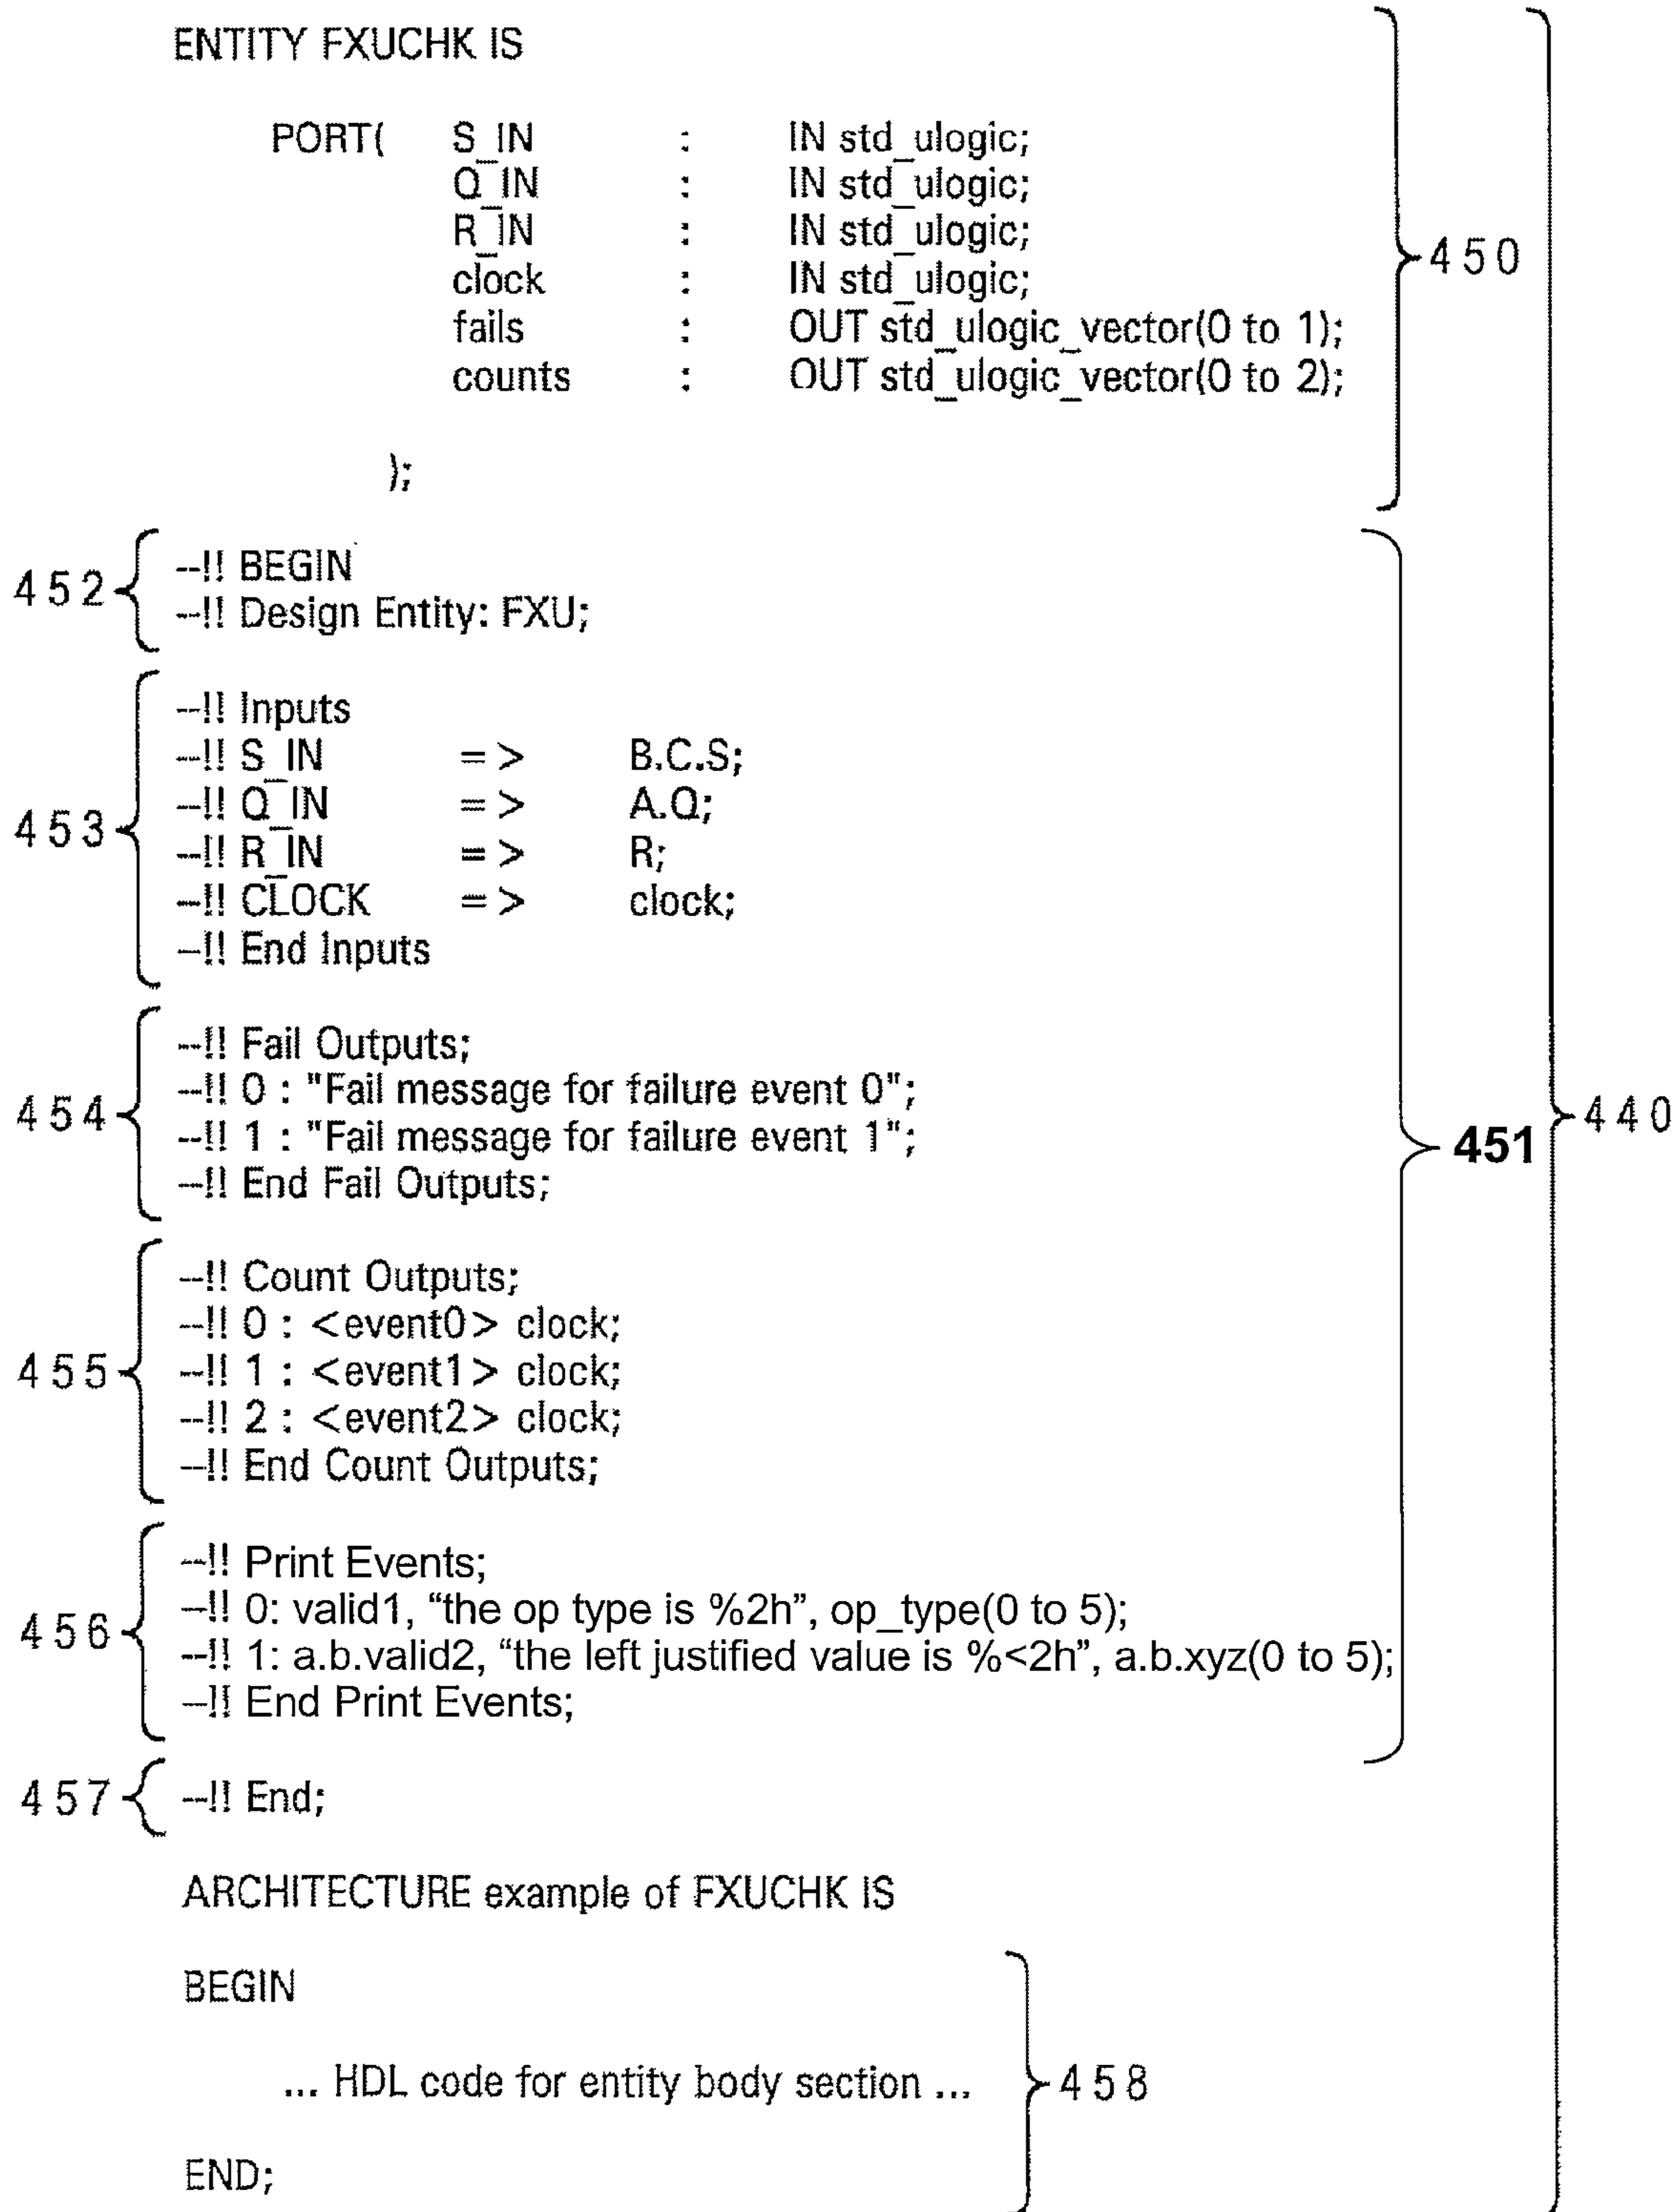 ENTITY FXUCHK IS
PORT( S_IN : IN std_ulogic;
Q_IN : IN std_ulogic;
R_IN : IN std_ulogic;
clock : IN std_ulogic;
fails : OUT std_ulogic_vector(0 to 1);
counts : OUT std_ulogic_vector(0 to 2);
);
450
452
--!! BEGIN
--!! Design Entity: FXU;
453
--!! Inputs
--!! S_IN => B.C.S;
--!! Q_IN => A.Q;
--!! R_IN => R;
--!! CLOCK => clock;
--!! End Inputs
454
--!! Fail Outputs;
--!! 0 : "Fail message for failure event 0";
--!! 1 : "Fail message for failure event 1";
--!! End Fail Outputs;
451
440
455
--!! Count Outputs;
--!! 0 : <event0> clock;
--!! 1 : <event1> clock;
--!! 2 : <event2> clock;
--!! End Count Outputs;
456
--!! Print Events;
--!! 0: valid1, “the op type is %2h”, op_type(0 to 5);
--!! 1: a.b.valid2, “the left justified value is %<2h”, a.b.xyz(0 to 5);
--!! End Print Events;
457
--!! End;
ARCHITECTURE example of FXUCHK IS
BEGIN
... HDL code for entity body section ...
458
END;